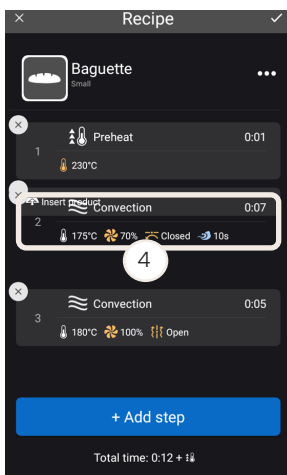 × Recipe ✓
Baguette
Small
1 Preheat 0:01
230°C
Insert product
2 Convection 0:07
175°C 70% Closed 10s
4
3 Convection 0:05
180°C 100% Open
+ Add step
Total time: 0:12 +